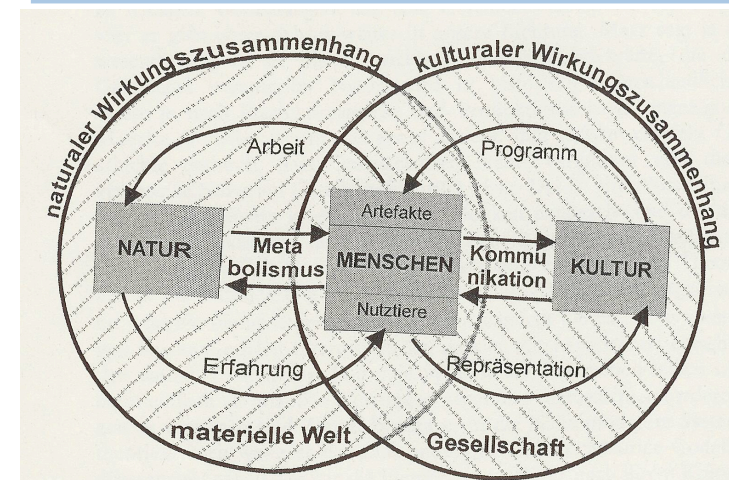 naturaler Wirkungszusammenhang
kulturaler Wirkungszusammenhang
Arbeit
Programm
NATUR
Meta
bolismus
Artefakte
MENSCHEN
Nutztiere
Kommu
nikation
KULTUR
Erfahrung
Repräsentation
materielle Welt
Gesellschaft